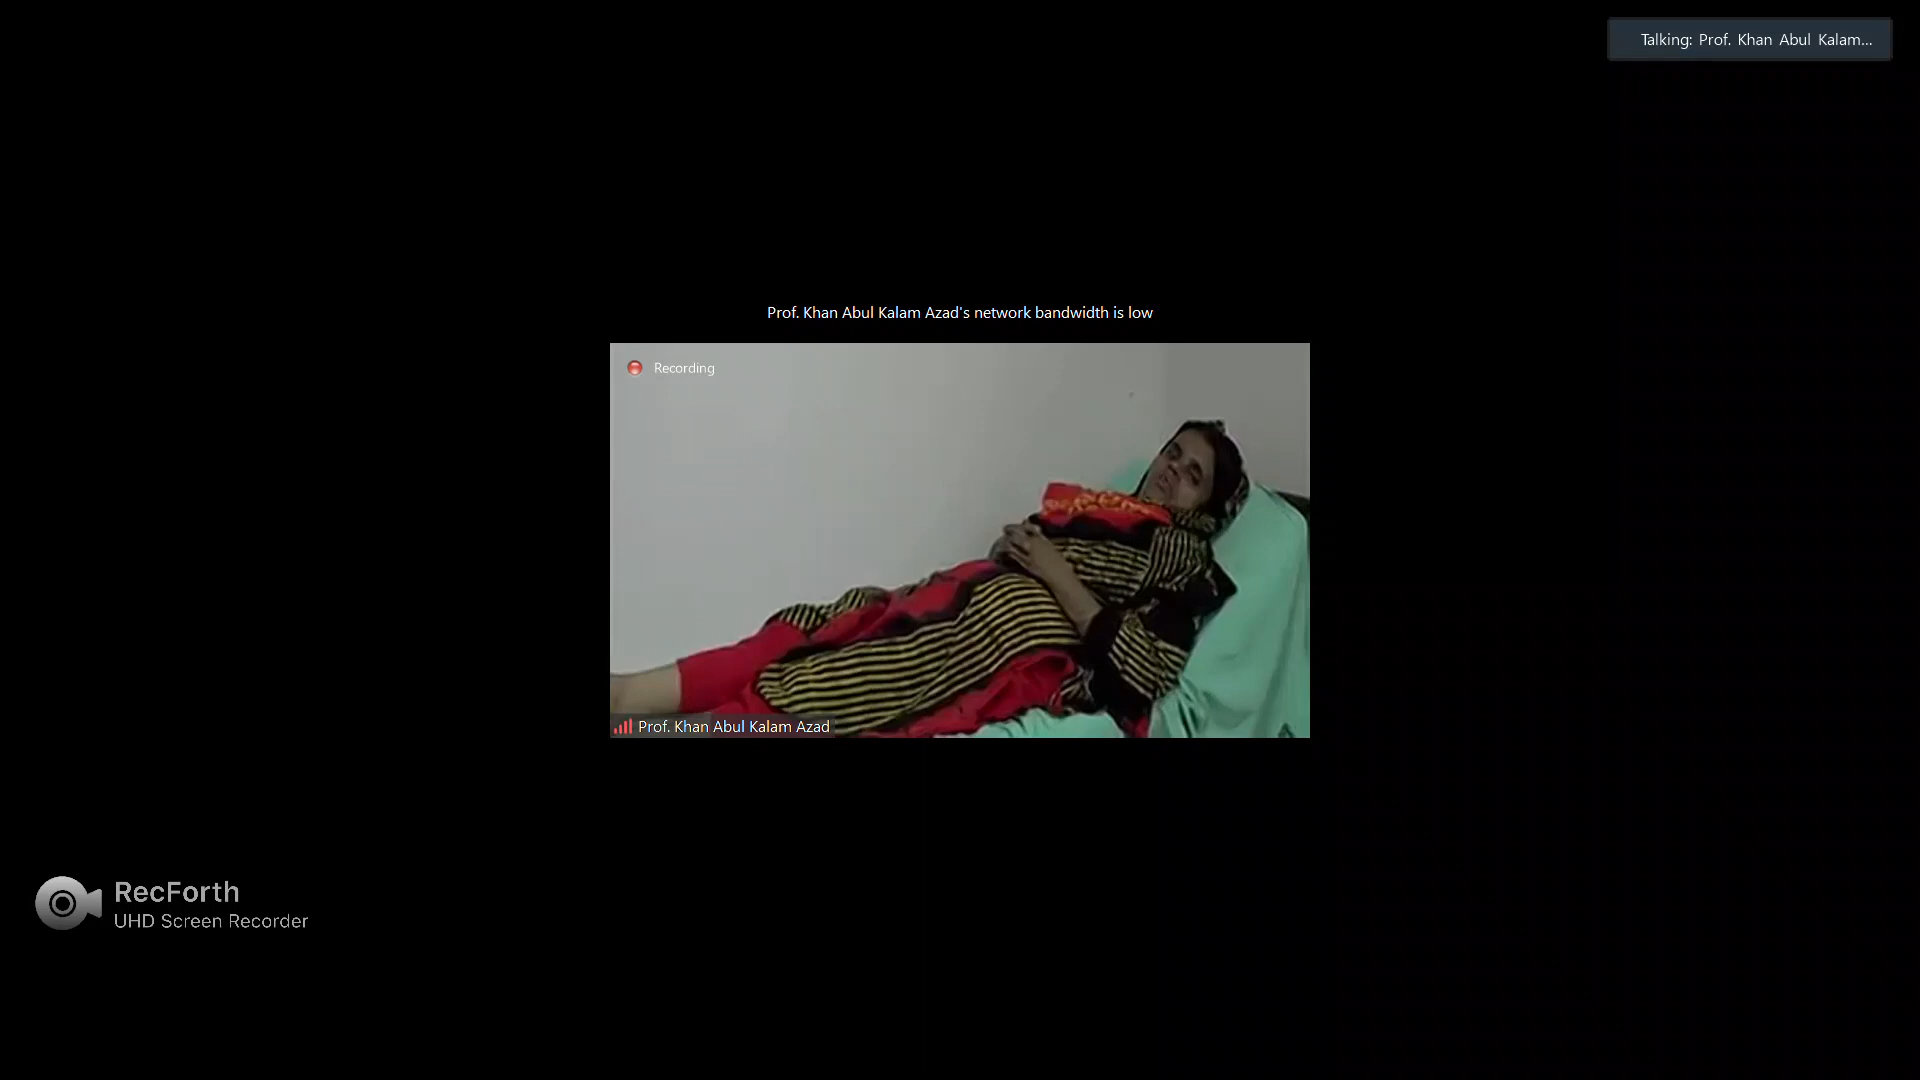 Talking: Prof. Khan Abul Kalam...
Prof. Khan Abul Kalam Azad's network bandwidth is low
Recording
Prof. Khan Abul Kalam Azad
RecForth
UHD Screen Recorder